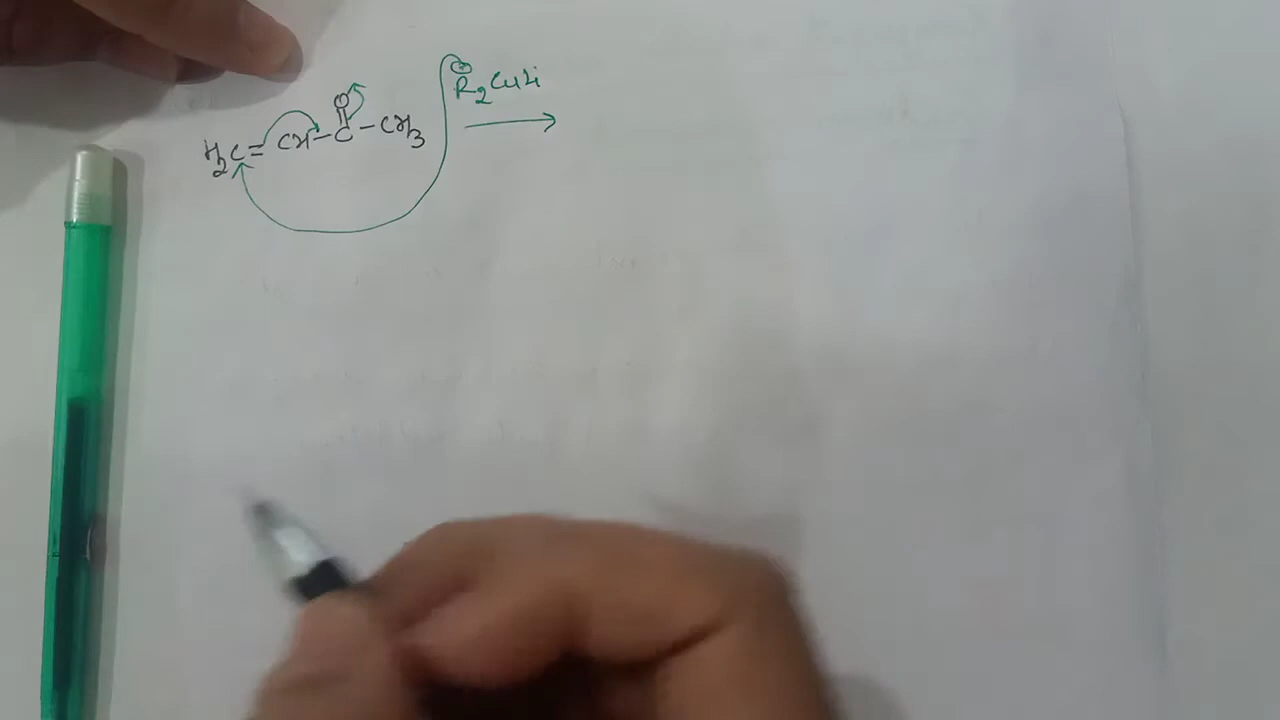 O
⊖
R2CuLi
H2C=CH-C-CH3